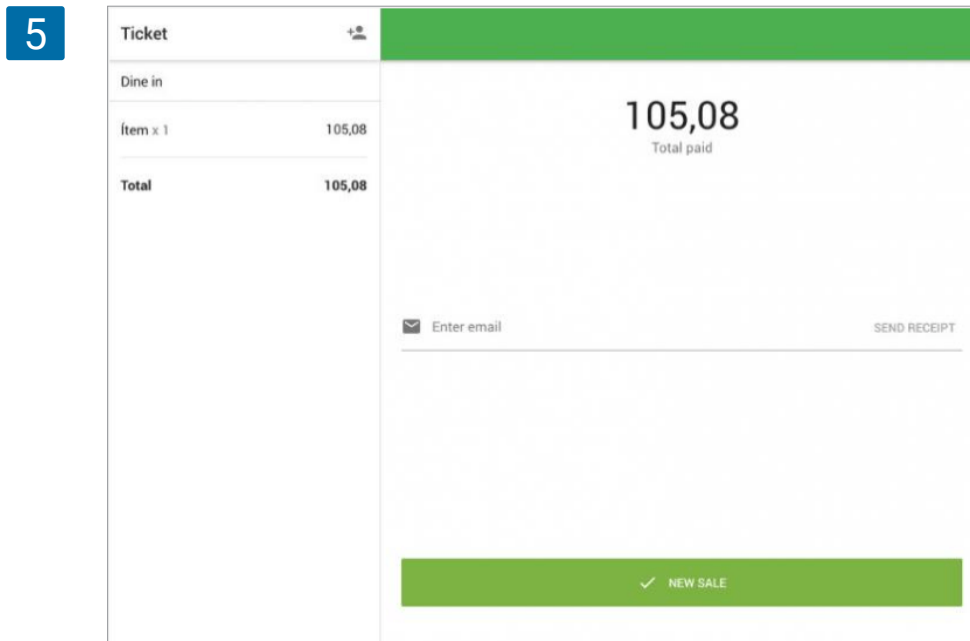 5
Ticket
Dine in
Ítem x 1 105,08
Total 105,08
105,08
Total paid
Enter email SEND RECEIPT
NEW SALE